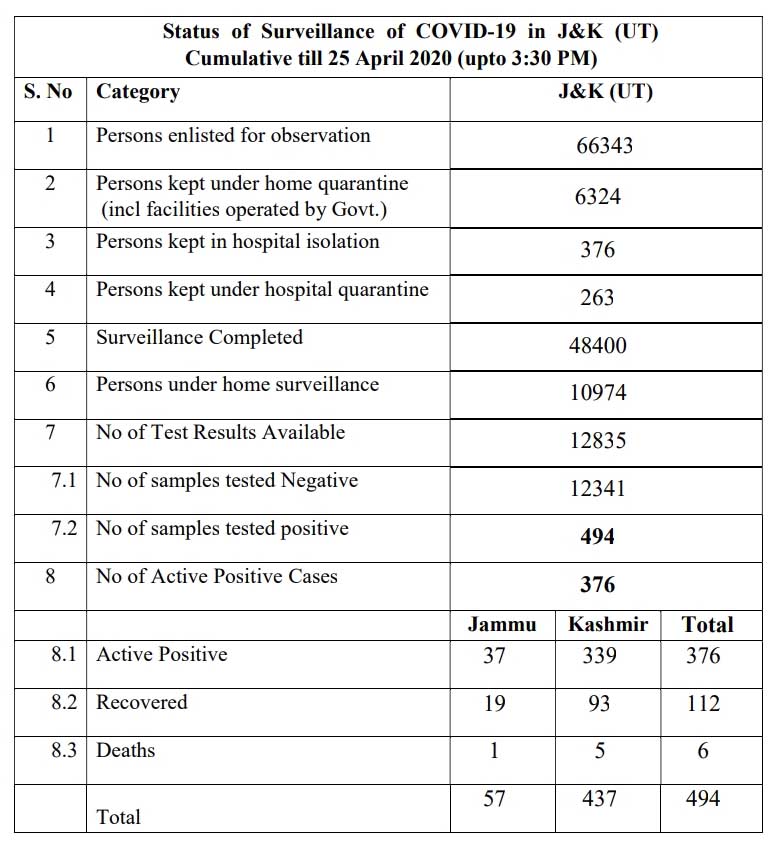 Status of Surveillance of COVID-19 in J&K (UT)
Cumulative till 25 April 2020 (upto 3:30 PM)
S. No Category J&K (UT)
1 Persons enlisted for observation 66343
2 Persons kept under home quarantine
(incl facilities operated by Govt.) 6324
3 Persons kept in hospital isolation 376
4 Persons kept under hospital quarantine 263
5 Surveillance Completed 48400
6 Persons under home surveillance 10974
7 No of Test Results Available 12835
7.1 No of samples tested Negative 12341
7.2 No of samples tested positive 494
8 No of Active Positive Cases 376
Jammu Kashmir Total
8.1 Active Positive 37 339 376
8.2 Recovered 19 93 112
8.3 Deaths 1 5 6
Total 57 437 494